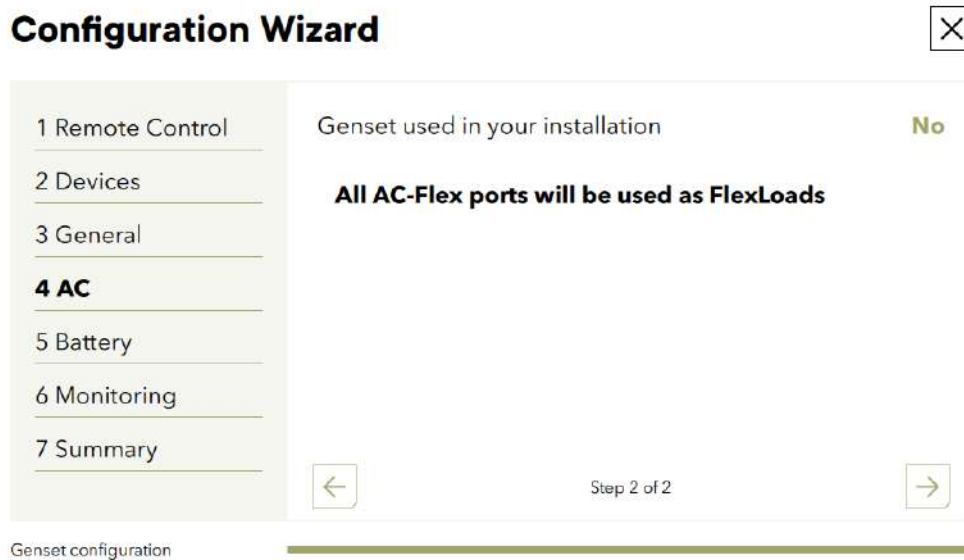 Configuration Wizard
1 Remote Control
2 Devices
3 General
4 AC
5 Battery
6 Monitoring
7 Summary
Genset used in your installation No
All AC-Flex ports will be used as FlexLoads
Step 2 of 2
Genset configuration